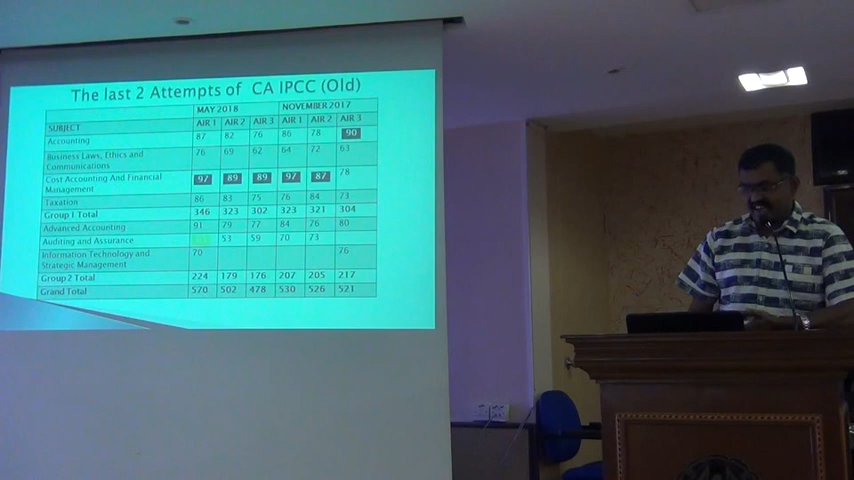 The last 2 Attempts of CA IPCC (Old)
MAY 2018 NOVEMBER 2017
SUBJECT AIR 1 AIR 2 AIR 3 AIR 1 AIR 2 AIR 3
Accounting 87 82 76 86 78 90
Business Laws, Ethics and
Communications 76 69 62 64 72 63
Cost Accounting And Financial
Management 97 89 89 97 87 78
Taxation 86 83 75 76 84 73
Group 1 Total 346 323 302 323 321 304
Advanced Accounting 91 79 77 84 76 80
Auditing and Assurance 53 59 70 73
Information Technology and
Strategic Management 70 76
Group 2 Total 224 179 176 207 205 217
Grand Total 570 502 478 530 526 521